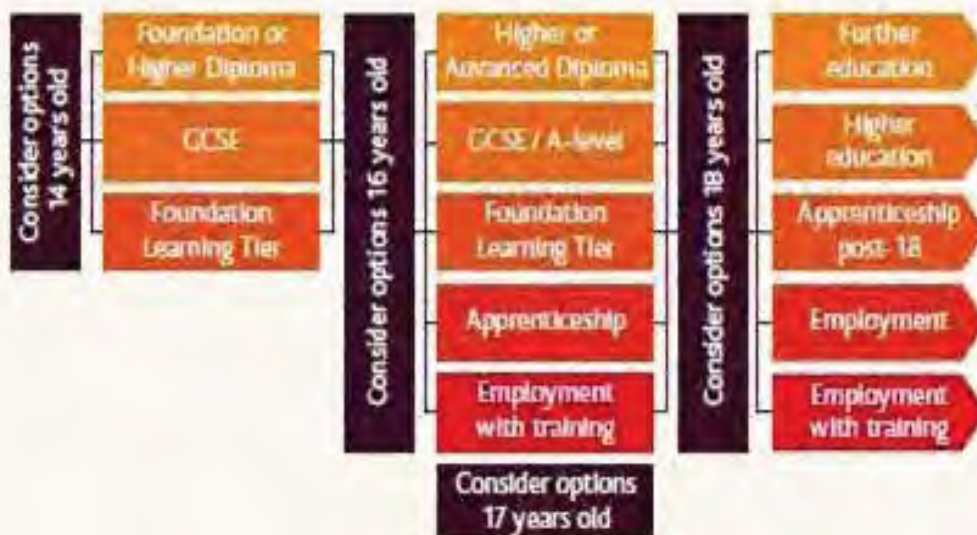 Consider options
14 years old
Foundation or
Higher Diploma
GCSE
Foundation
Learning Tier
Consider options 16 years old
Higher or
Advanced Diploma
GCSE / A-level
Foundation
Learning Tier
Apprenticeship
Employment
with training
Consider options
17 years old
Consider options 18 years old
Further
education
Higher
education
Apprenticeship
post-18
Employment
Employment
with training